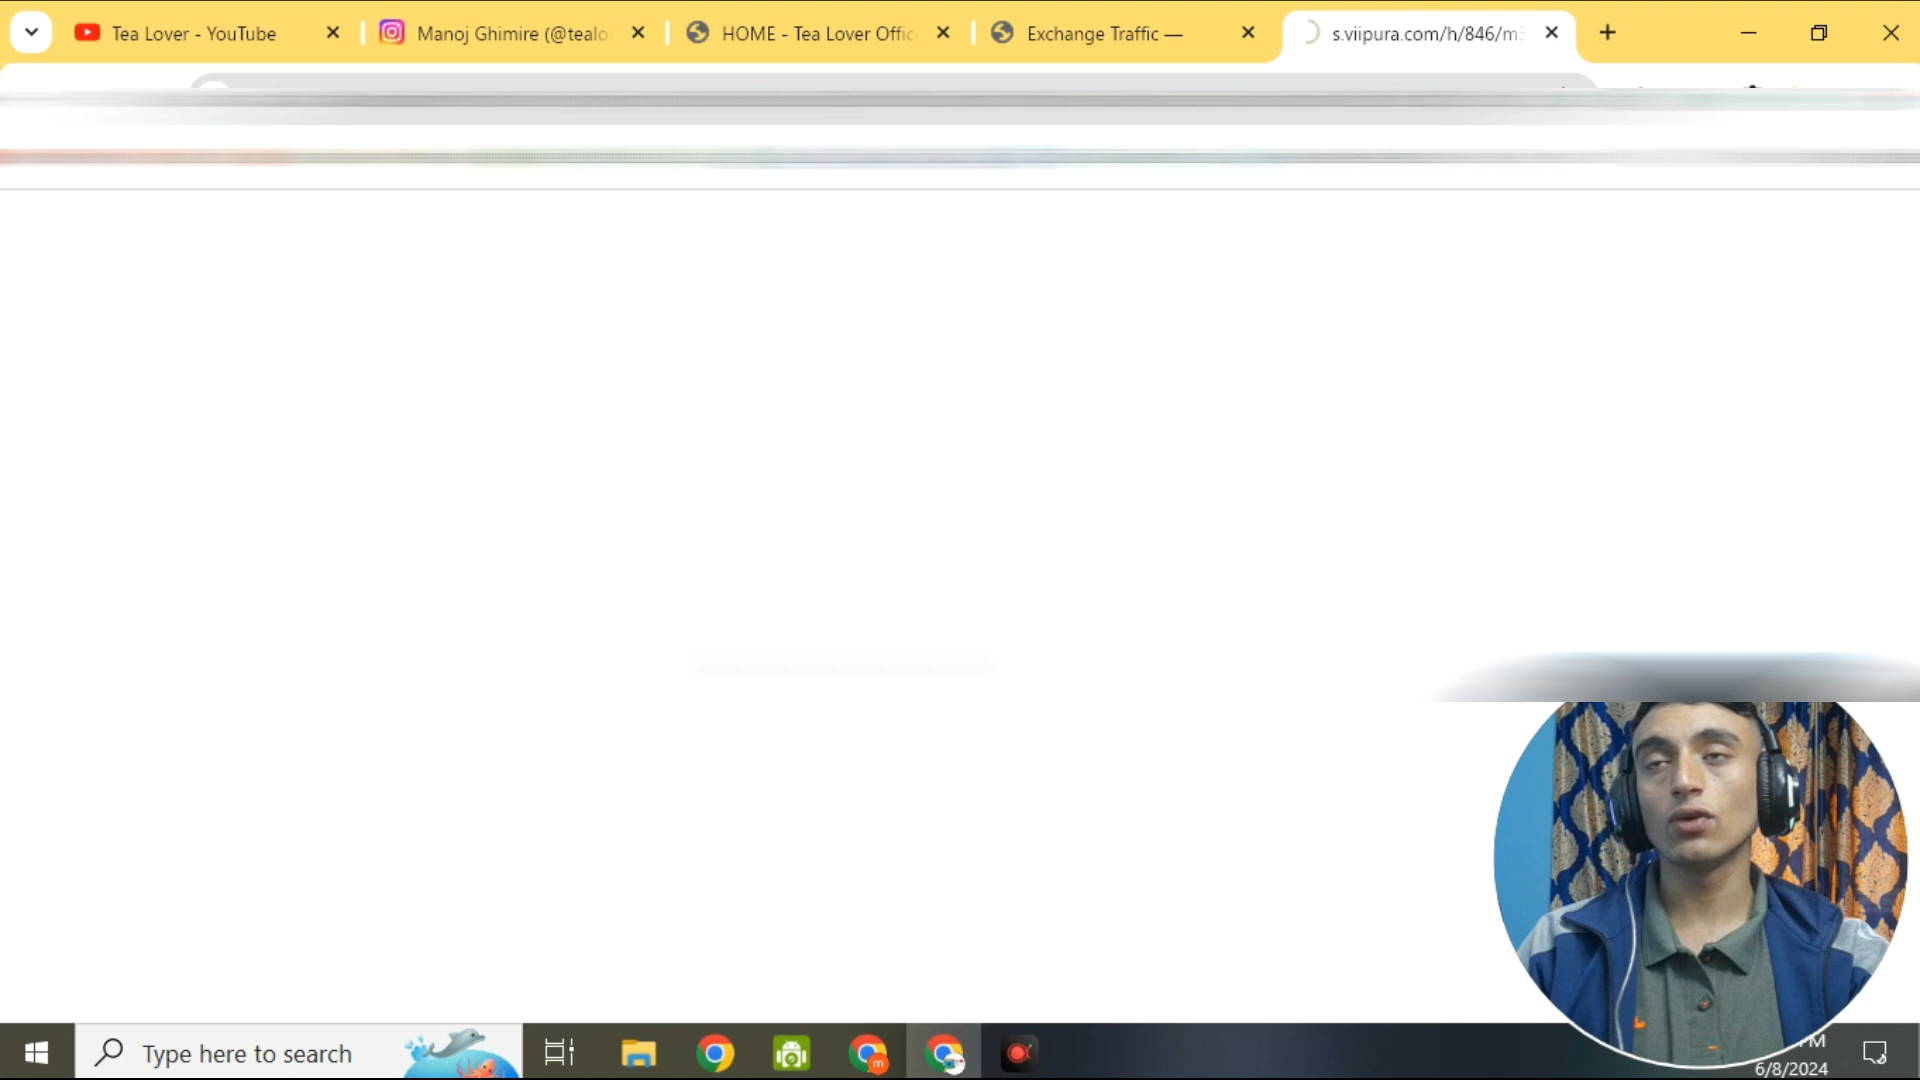 Tea Lover - YouTube
Manoj Ghimire (@tealo
HOME - Tea Lover Offic
Exchange Traffic —
s.viipura.com/h/846/m
Type here to search
PM
6/8/2024